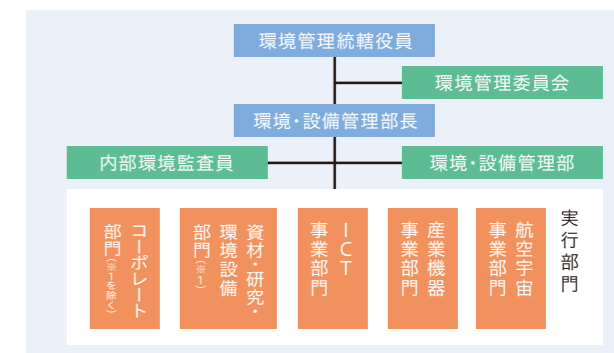 環境管理統轄役員
環境管理委員会
環境・設備管理部長
内部環境監査員
環境・設備管理部
実行部門
航空宇宙
事業部門
産業機器
事業部門
ICT
事業部門
資材・研究・
環境設備
部門(※1)
コーポレート
部門(※1を除く)